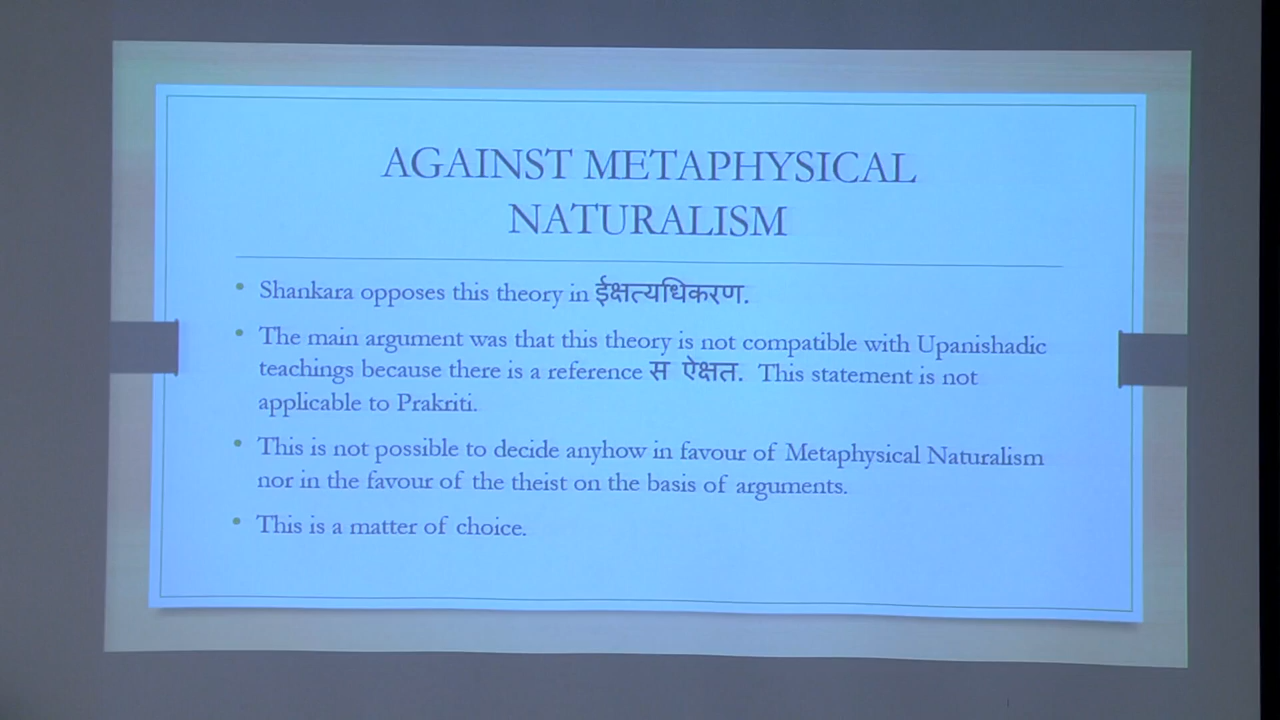 AGAINST METAPHYSICAL
NATURALISM
• Shankara opposes this theory in ईक्षत्यधिकरण.
• The main argument was that this theory is not compatible with Upanishadic
teachings because there is a reference स ऐक्षत. This statement is not
applicable to Prakriti.
• This is not possible to decide anyhow in favour of Metaphysical Naturalism
nor in the favour of the theist on the basis of arguments.
• This is a matter of choice.